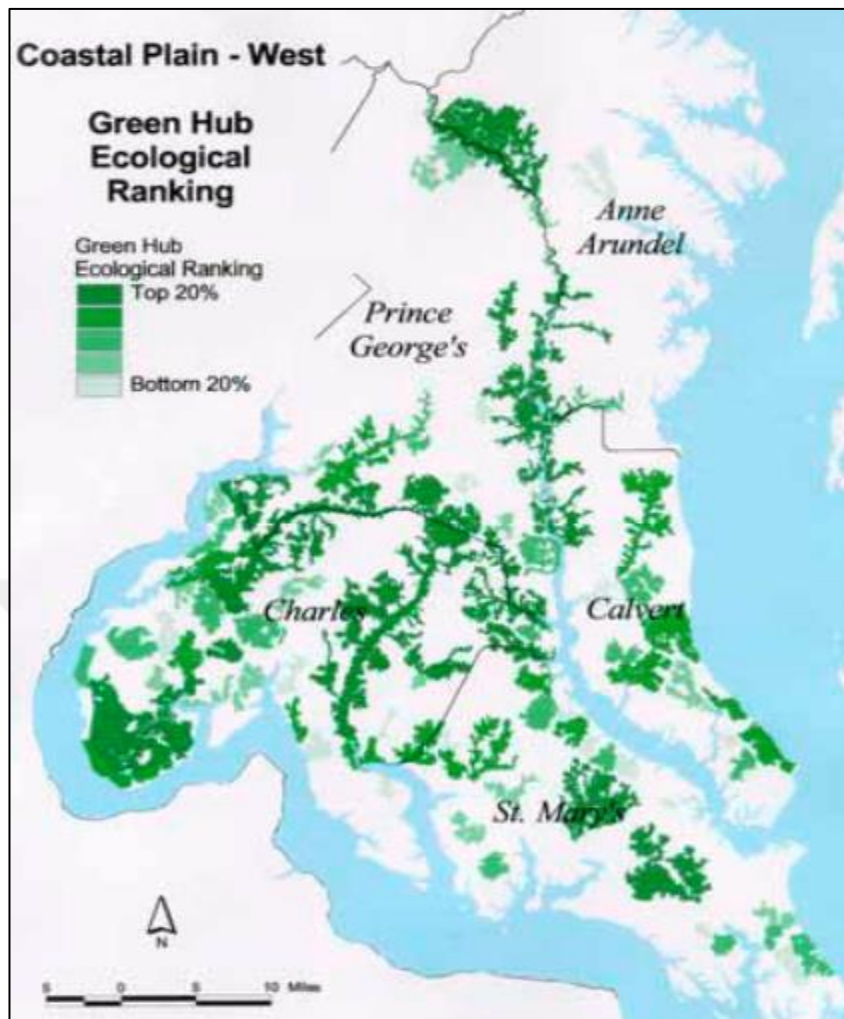 Coastal Plain - West
Green Hub
Ecological
Ranking
Green Hub
Ecological Ranking
Top 20%
Bottom 20%
Anne
Arundel
Prince
George's
Charles
Calvert
St. Mary's
N
5 0 5 10 Miles